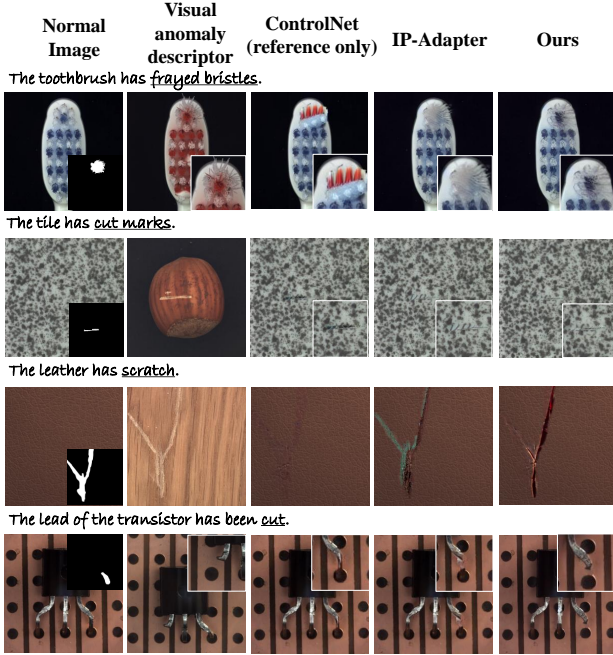 Normal Image
Visual anomaly descriptor
ControlNet (reference only)
IP-Adapter
Ours
The toothbrush has frayed bristles.
The tile has cut marks.
The leather has scratch.
The lead of the transistor has been cut.